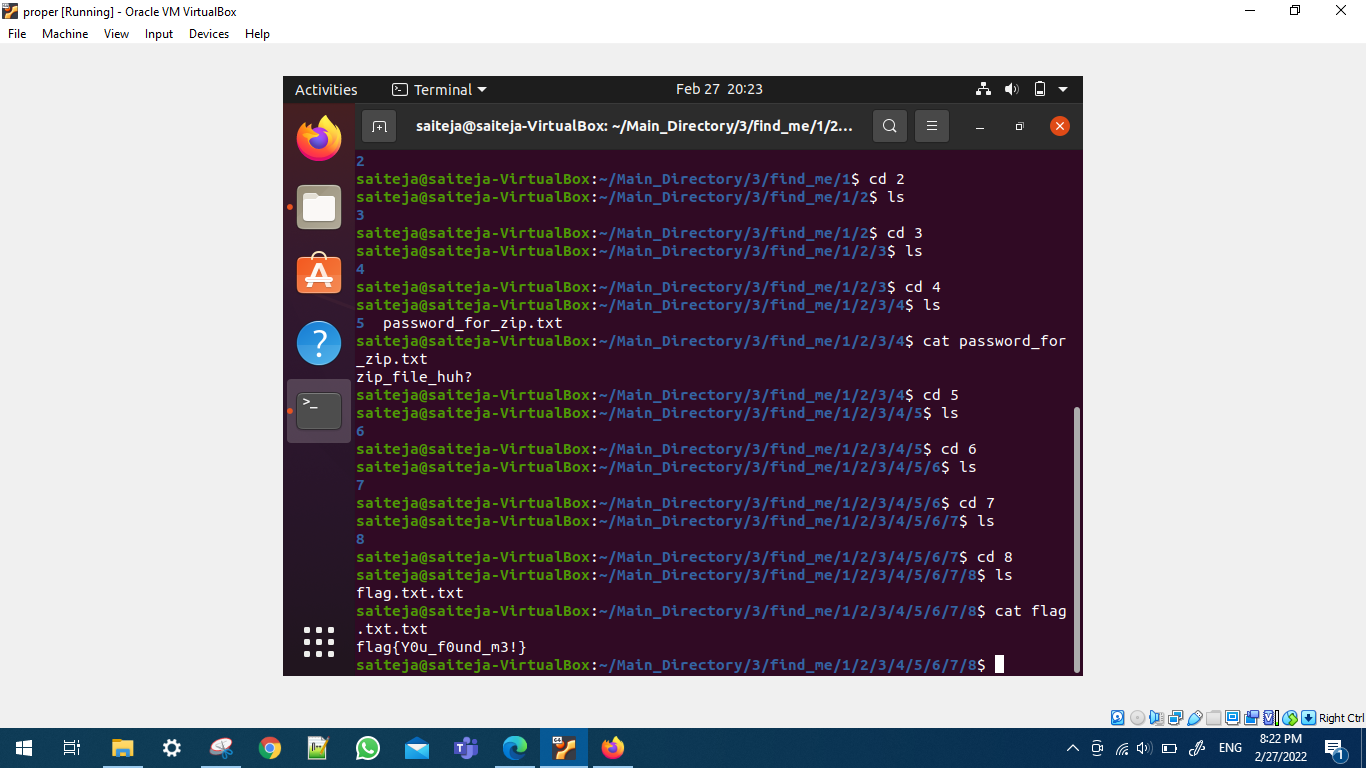 proper [Running] - Oracle VM VirtualBox
File Machine View Input Devices Help
Activities Terminal Feb 27 20:23
saiteja@saiteja-VirtualBox: ~/Main_Directory/3/find_me/1/2...
2
saiteja@saiteja-VirtualBox:~/Main_Directory/3/find_me/1$ cd 2
saiteja@saiteja-VirtualBox:~/Main_Directory/3/find_me/1/2$ ls
3
saiteja@saiteja-VirtualBox:~/Main_Directory/3/find_me/1/2$ cd 3
saiteja@saiteja-VirtualBox:~/Main_Directory/3/find_me/1/2/3$ ls
4
saiteja@saiteja-VirtualBox:~/Main_Directory/3/find_me/1/2/3$ cd 4
saiteja@saiteja-VirtualBox:~/Main_Directory/3/find_me/1/2/3/4$ ls
5  password_for_zip.txt
saiteja@saiteja-VirtualBox:~/Main_Directory/3/find_me/1/2/3/4$ cat password_for
_zip.txt
zip_file_huh?
saiteja@saiteja-VirtualBox:~/Main_Directory/3/find_me/1/2/3/4$ cd 5
saiteja@saiteja-VirtualBox:~/Main_Directory/3/find_me/1/2/3/4/5$ ls
6
saiteja@saiteja-VirtualBox:~/Main_Directory/3/find_me/1/2/3/4/5$ cd 6
saiteja@saiteja-VirtualBox:~/Main_Directory/3/find_me/1/2/3/4/5/6$ ls
7
saiteja@saiteja-VirtualBox:~/Main_Directory/3/find_me/1/2/3/4/5/6$ cd 7
saiteja@saiteja-VirtualBox:~/Main_Directory/3/find_me/1/2/3/4/5/6/7$ ls
8
saiteja@saiteja-VirtualBox:~/Main_Directory/3/find_me/1/2/3/4/5/6/7$ cd 8
saiteja@saiteja-VirtualBox:~/Main_Directory/3/find_me/1/2/3/4/5/6/7/8$ ls
flag.txt.txt
saiteja@saiteja-VirtualBox:~/Main_Directory/3/find_me/1/2/3/4/5/6/7/8$ cat flag
.txt.txt
flag{Y0u_f0und_m3!}
saiteja@saiteja-VirtualBox:~/Main_Directory/3/find_me/1/2/3/4/5/6/7/8$
Right Ctrl
ENG
8:22 PM
2/27/2022
1